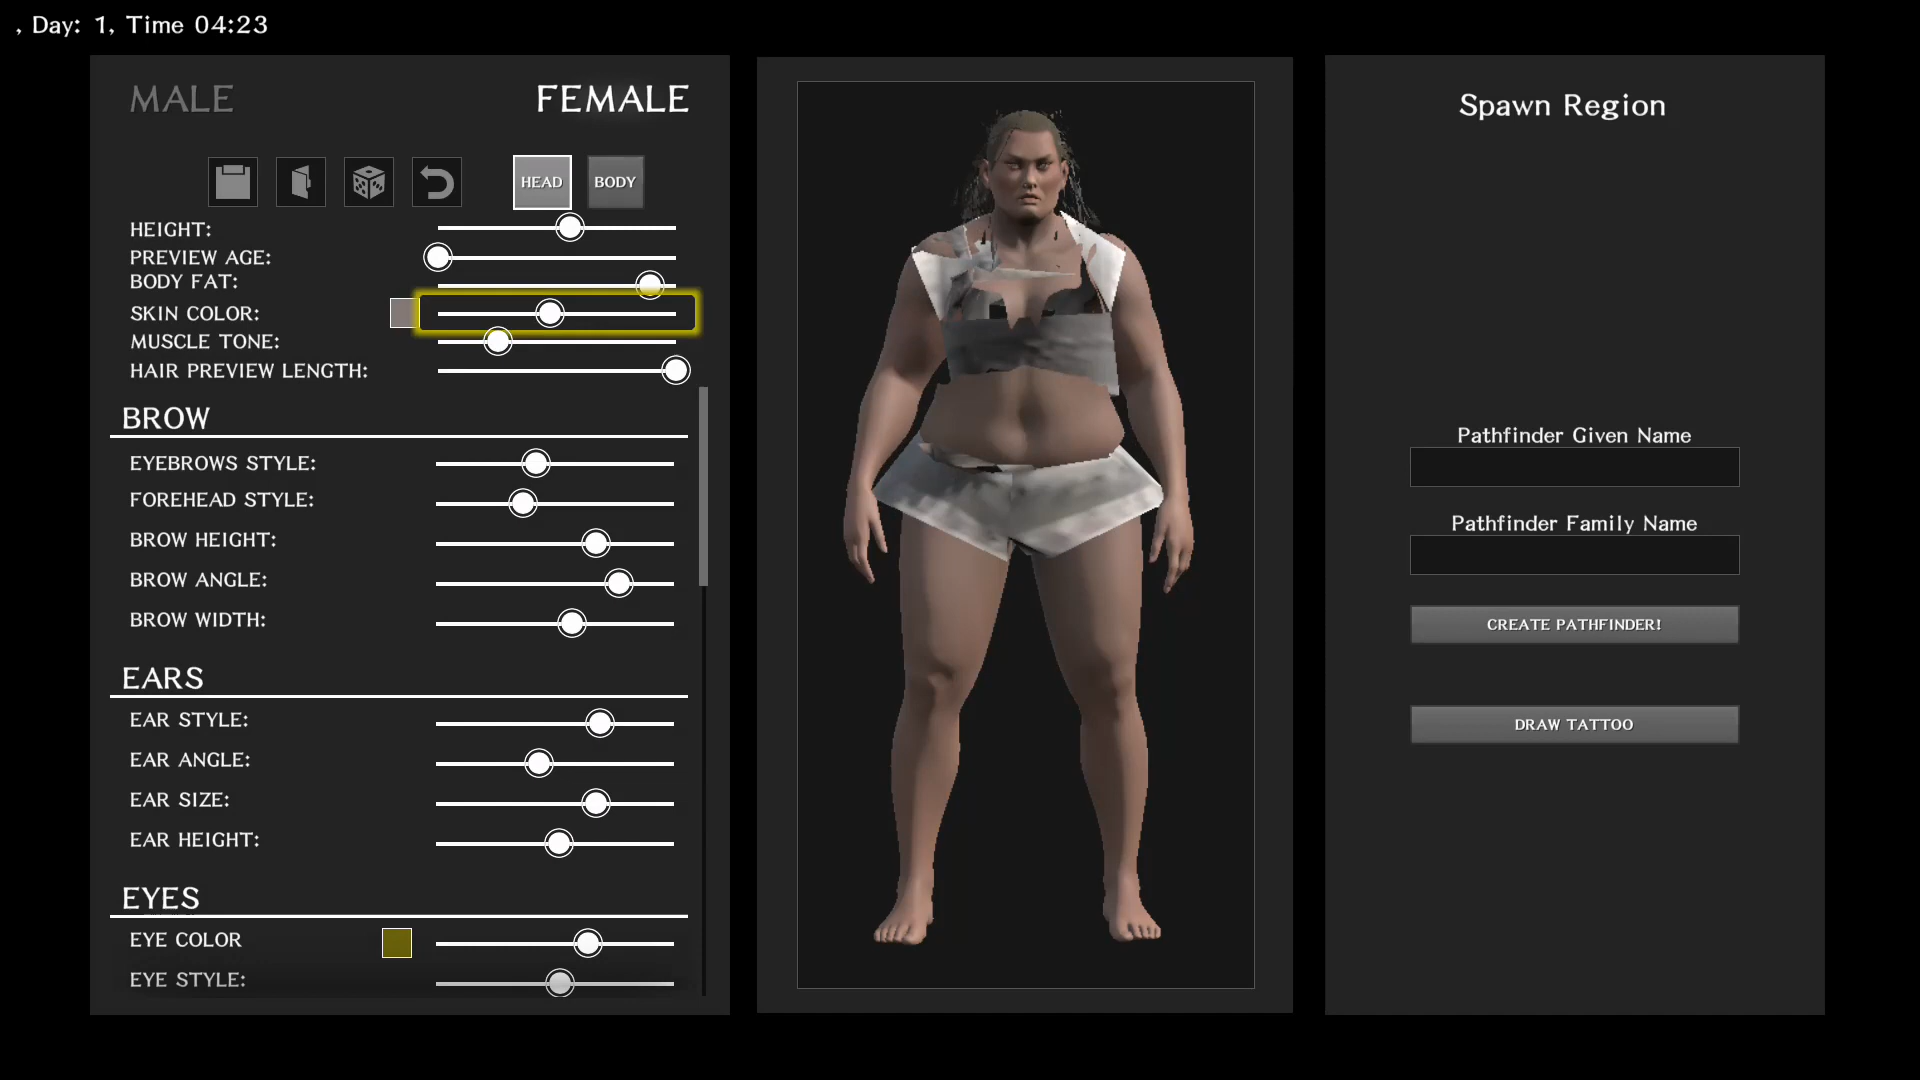 , Day: 1, Time 04:23
MALE
FEMALE
HEAD
BODY
HEIGHT:
PREVIEW AGE:
BODY FAT:
SKIN COLOR:
MUSCLE TONE:
HAIR PREVIEW LENGTH:
BROW
EYEBROWS STYLE:
FOREHEAD STYLE:
BROW HEIGHT:
BROW ANGLE:
BROW WIDTH:
EARS
EAR STYLE:
EAR ANGLE:
EAR SIZE:
EAR HEIGHT:
EYES
EYE COLOR
EYE STYLE:
Spawn Region
Pathfinder Given Name
Pathfinder Family Name
CREATE PATHFINDER!
DRAW TATTOO